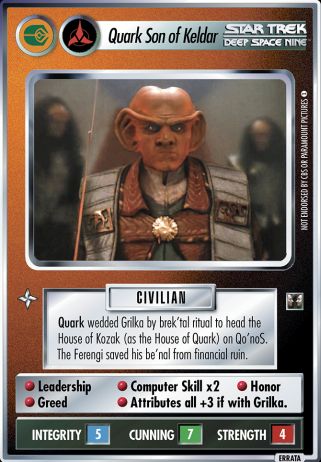 Quark Son of Keldar
STAR TREK
DEEP SPACE NINE
NOT ENDORSED BY CBS OR PARAMOUNT PICTURES
CIVILIAN
Quark wedded Grilka by brek'tal ritual to head the
House of Kozak (as the House of Quark) on Qo'noS.
The Ferengi saved his be'nal from financial ruin.
Leadership
Computer Skill x2
Honor
Greed
Attributes all +3 if with Grilka.
INTEGRITY 5 CUNNING 7 STRENGTH 4
ERRATA